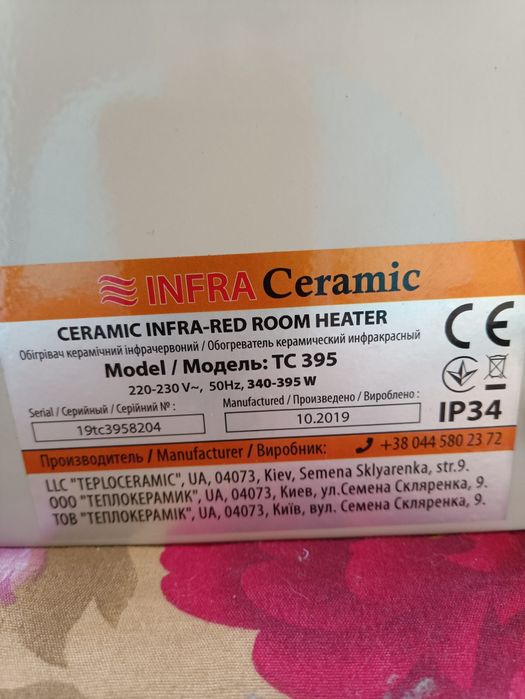 INFRA Ceramic
CERAMIC INFRA-RED ROOM HEATER
Обігрівач керамічний інфрачервоний / Обогреватель керамический инфракрасный
Model / Модель: TC 395
220-230 V~, 50Hz, 340-395 W
CE
Serial / Серийный / Серійний № :
19tc3958204
Manufactured / Произведено / Вироблено :
10.2019
IP34
Производитель / Manufacturer / Виробник:
+38 044 580 23 72
LLC "TEPLOCERAMIC", UA, 04073, Kiev, Semena Sklyarenka, str.9.
ООО "ТЕПЛОКЕРАМИК", UA, 04073, Киев, ул.Семена Скляренка, 9.
ТОВ "ТЕПЛОКЕРАМІК", UA, 04073, Київ, вул. Семена Скляренка, 9.